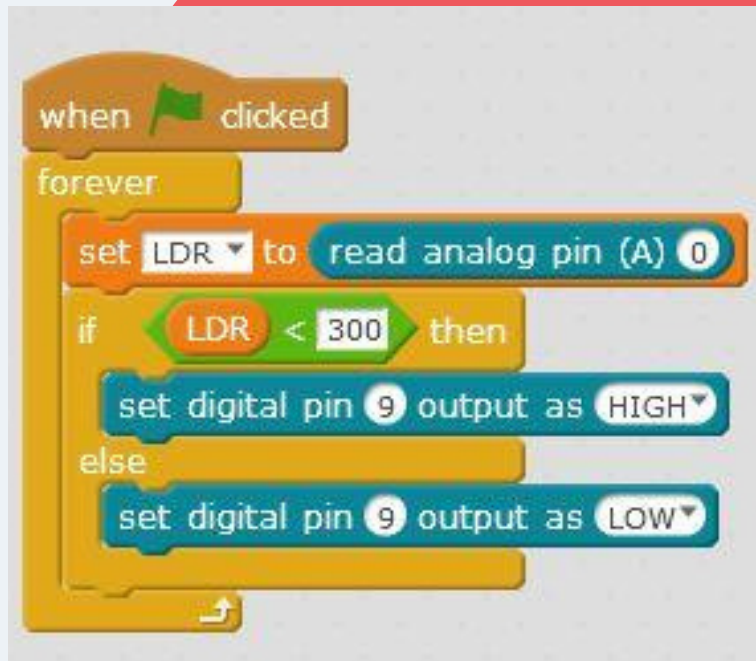 when clicked
forever
set LDR to read analog pin (A) 0
if LDR < 300 then
set digital pin 9 output as HIGH
else
set digital pin 9 output as LOW